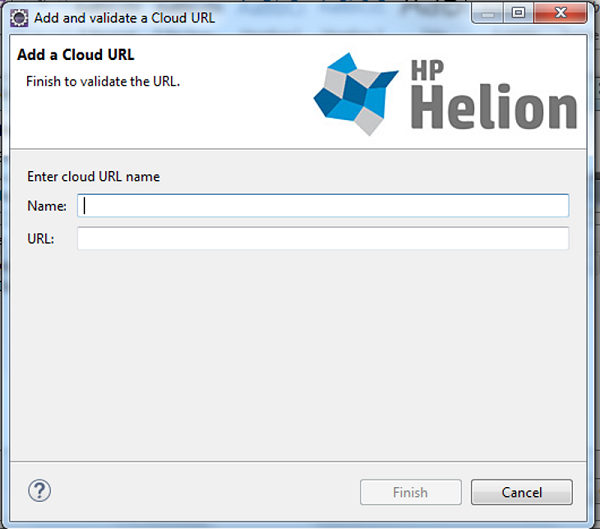 Add and validate a Cloud URL
Add a Cloud URL
Finish to validate the URL.
HP
Helion
Enter cloud URL name
Name:
URL:
?
Finish
Cancel